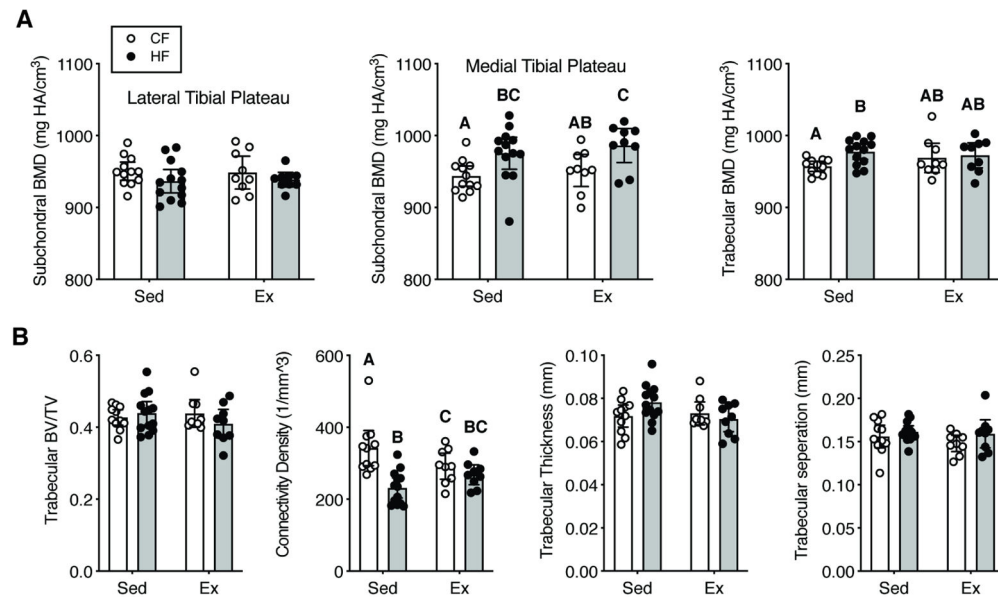 A
CF
HF
Subchondral BMD (mg HA/cm³)
1100
1000
900
800
Lateral Tibial Plateau
Sed
Ex
Subchondral BMD (mg HA/cm³)
1100
1000
900
800
Medial Tibial Plateau
A
BC
AB
C
Sed
Ex
Trabecular BMD (mg HA/cm³)
1100
1000
900
800
A
B
AB
AB
Sed
Ex
B
Trabecular BV/TV
0.6
0.4
0.2
0.0
Sed
Ex
Connectivity Density (1/mm^3)
600
400
200
0
A
B
C
BC
Sed
Ex
Trabecular Thickness (mm)
0.10
0.08
0.06
0.04
0.02
0.00
Sed
Ex
Trabecular seperation (mm)
0.25
0.20
0.15
0.10
0.05
0.00
Sed
Ex